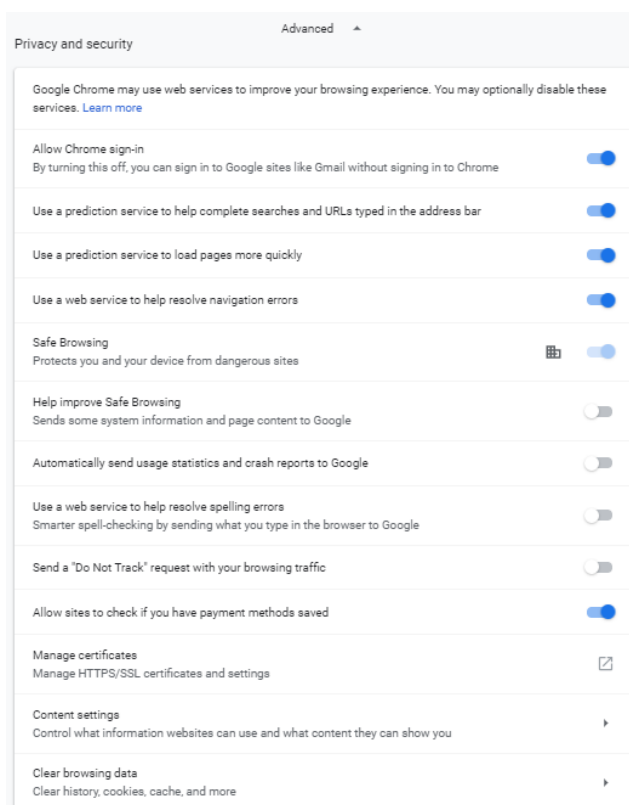 Advanced
Privacy and security
Google Chrome may use web services to improve your browsing experience. You may optionally disable these
services. Learn more
Allow Chrome sign-in
By turning this off, you can sign in to Google sites like Gmail without signing in to Chrome
Use a prediction service to help complete searches and URLs typed in the address bar
Use a prediction service to load pages more quickly
Use a web service to help resolve navigation errors
Safe Browsing
Protects you and your device from dangerous sites
Help improve Safe Browsing
Sends some system information and page content to Google
Automatically send usage statistics and crash reports to Google
Use a web service to help resolve spelling errors
Smarter spell-checking by sending what you type in the browser to Google
Send a "Do Not Track" request with your browsing traffic
Allow sites to check if you have payment methods saved
Manage certificates
Manage HTTPS/SSL certificates and settings
Content settings
Control what information websites can use and what content they can show you
Clear browsing data
Clear history, cookies, cache, and more